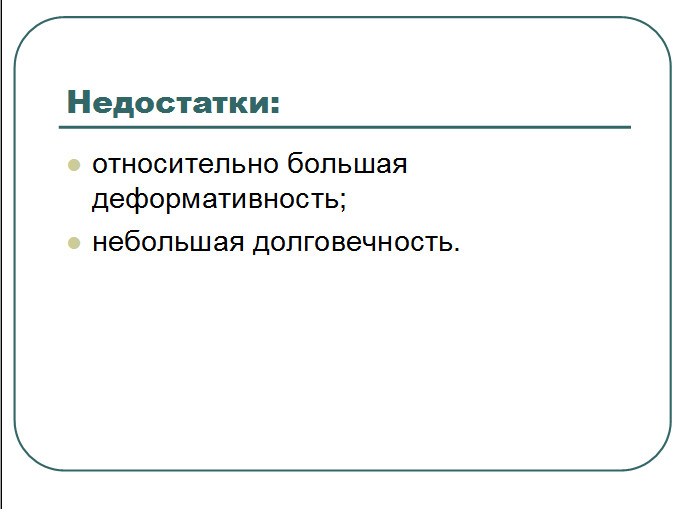 Недостатки:
относительно большая
деформативность;
небольшая долговечность.